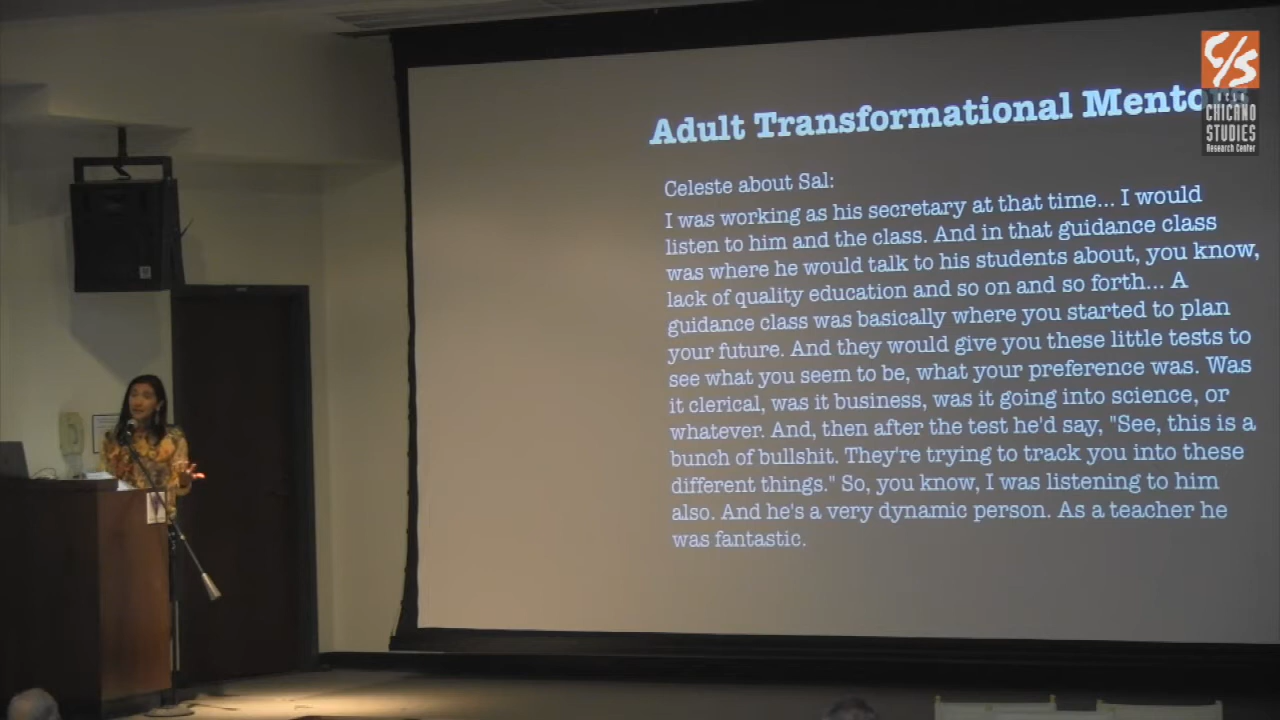 Adult Transformational Mento
Celeste about Sal:
I was working as his secretary at that time... I would
listen to him and the class. And in that guidance class
was where he would talk to his students about, you know,
lack of quality education and so on and so forth... A
guidance class was basically where you started to plan
your future. And they would give you these little tests to
see what you seem to be, what your preference was. Was
it clerical, was it business, was it going into science, or
whatever. And, then after the test he'd say, "See, this is a
bunch of bullshit. They're trying to track you into these
different things." So, you know, I was listening to him
also. And he's a very dynamic person. As a teacher he
was fantastic.
C/S
UCLA
CHICANO
STUDIES
Research Center